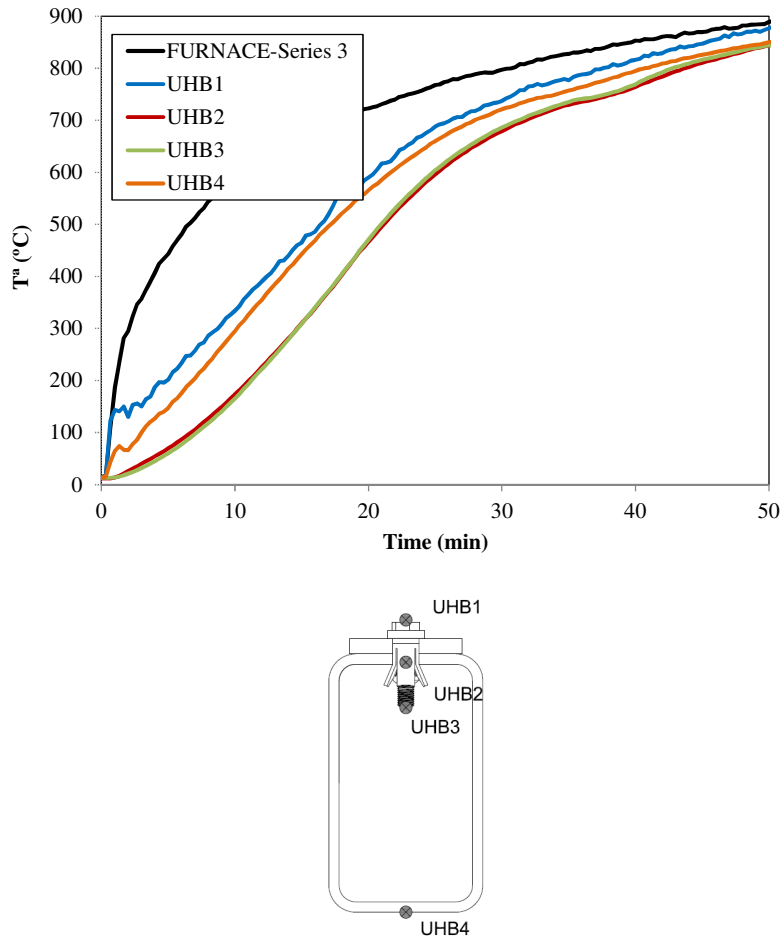 900
800
700
600
500
400
300
200
100
0
Tª (ºC)
FURNACE-Series 3
UHB1
UHB2
UHB3
UHB4
0 10 20 30 40 50
Time (min)
UHB1
UHB2
UHB3
UHB4